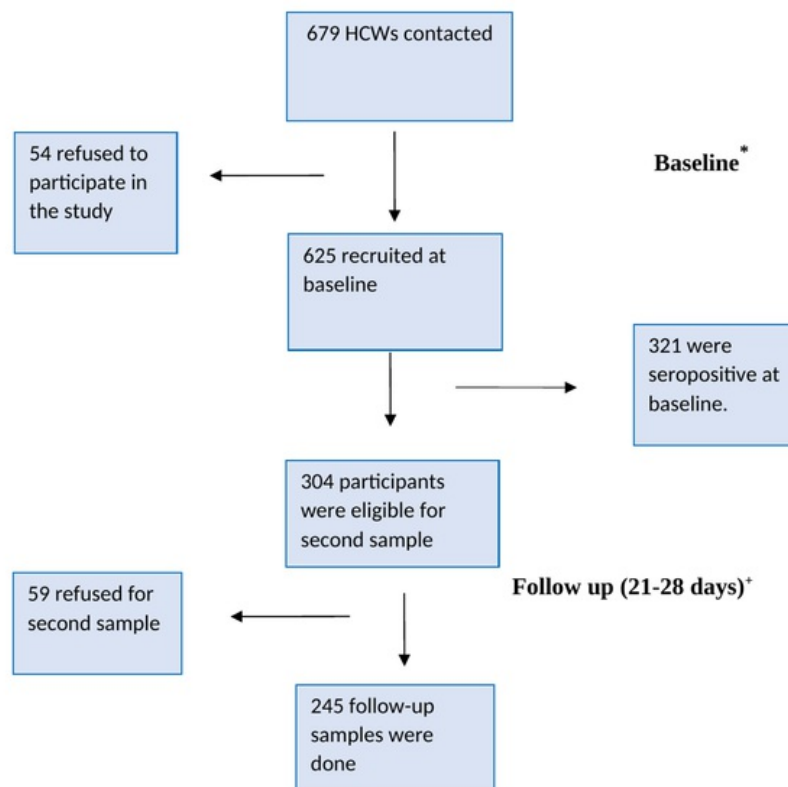 679 HCWs contacted
54 refused to
participate in
the study
Baseline*
625 recruited at
baseline
321 were
seropositive at
baseline.
304 participants
were eligible for
second sample
Follow up (21-28 days)+
59 refused for
second sample
245 follow-up
samples were
done